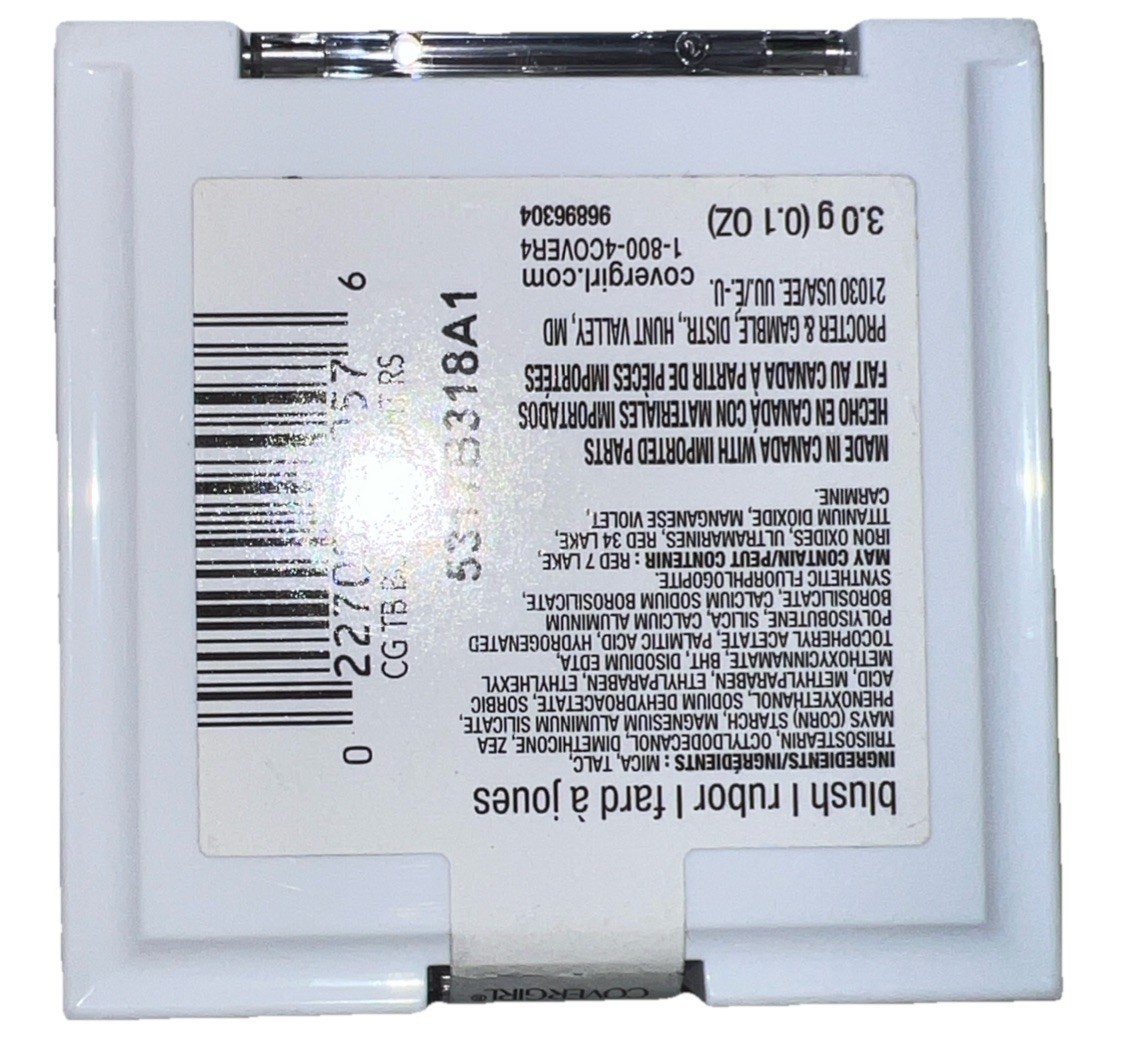 blush | rubor | fard à joues
INGREDIENTS/INGRÉDIENTS : MICA, TALC,
TRIISOSTEARIN, OCTYLDODECANOL, DIMETHICONE, ZEA
MAYS (CORN) STARCH, MAGNESIUM ALUMINUM SILICATE,
PHENOXYETHANOL, SODIUM DEHYDROACETATE, SORBIC
ACID, METHYLPARABEN, ETHYLPARABEN, ETHYLHEXYL
METHOXYCINNAMATE, BHT, DISODIUM EDTA,
TOCOPHERYL ACETATE, PALMITIC ACID, HYDROGENATED
POLYISOBUTENE, SILICA, CALCIUM ALUMINUM
BOROSILICATE, CALCIUM SODIUM BOROSILICATE,
SYNTHETIC FLUORPHLOGOPITE.
MAY CONTAIN/PEUT CONTENIR : RED 7 LAKE,
IRON OXIDES, ULTRAMARINES, RED 34 LAKE,
TITANIUM DIOXIDE, MANGANESE VIOLET,
CARMINE.
MADE IN CANADA WITH IMPORTED PARTS
HECHO EN CANADÁ CON MATERIALES IMPORTADOS
FAIT AU CANADA À PARTIR DE PIÈCES IMPORTÉES
PROCTER & GAMBLE, DISTR., HUNT VALLEY, MD
21030 USA/EE. UU./É.-U.
covergirl.com
1-800-4COVER4
3.0 g (0.1 OZ) 96896304
B318A1
CG TB
0 6
COVERGIRL®